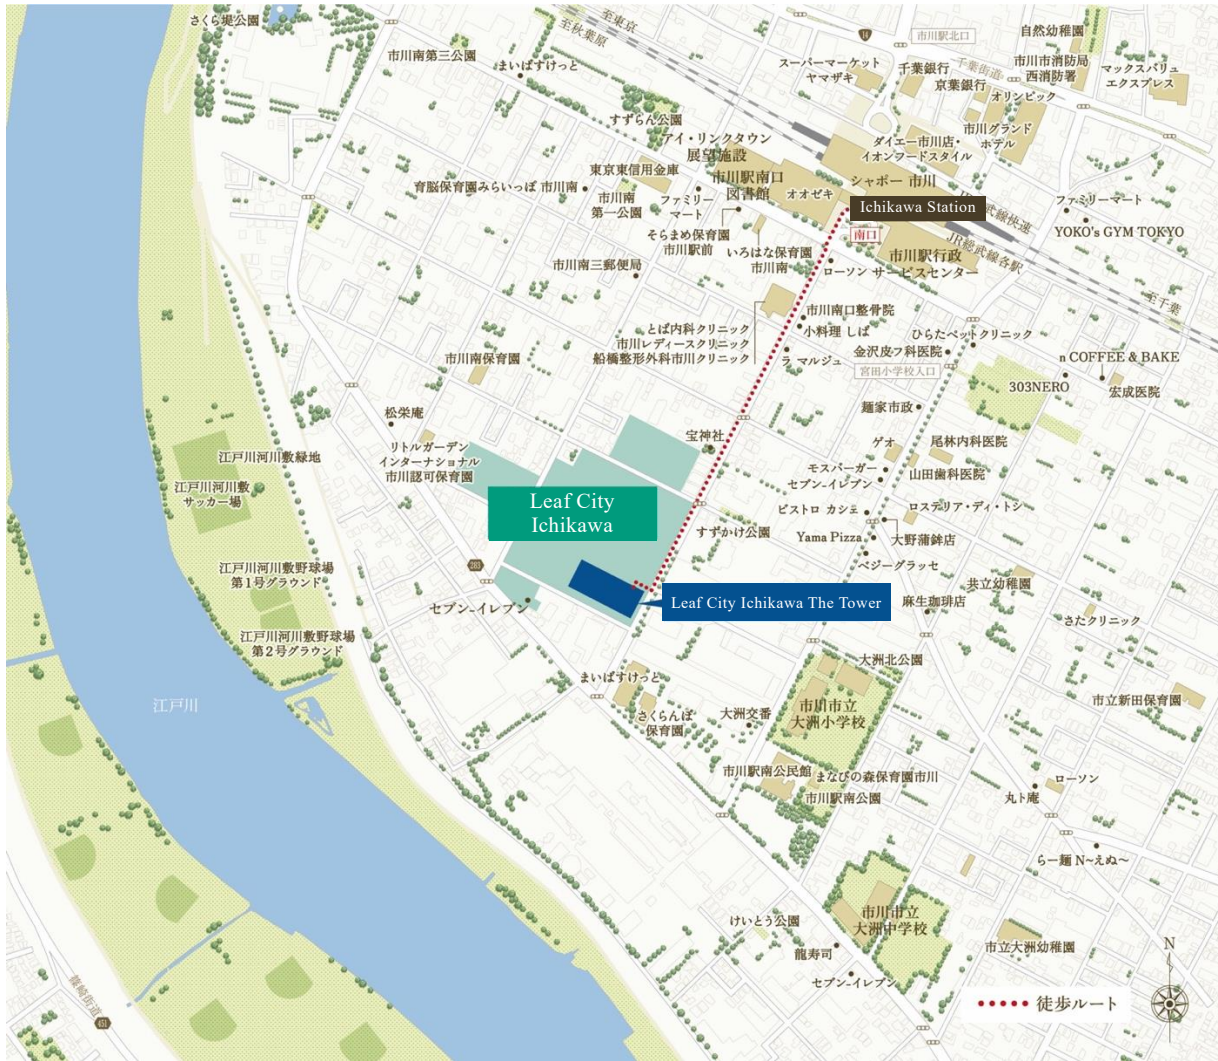 さくら堤公園
市川南第三公園
まいばすけっと
至秋葉原
至東京
スーパーマーケット
ヤマザキ
14
市川駅北口
千葉街道
千葉銀行
京葉銀行
オリンピック
自然幼稚園
市川市消防局
西消防署
マックスバリュ
エクスプレス
市川グランド
ホテル
すずらん公園
アイ・リンクタウン
展望施設
ダイエー市川店・
イオンフードスタイル
東京東信用金庫
市川駅南口
図書館
オオゼキ
シャポー 市川
育脳保育園みらいっぽ 市川南
市川南
第一公園
ファミリー
マート
Ichikawa Station
武線快速
JR総武線各駅
ファミリーマート
YOKO's GYM TOKYO
そらまめ保育園
市川駅前
いろはな保育園
市川南
南口
市川駅行政
サービスセンター
ローソン
市川南三郵便局
至千葉
とば内科クリニック
市川レディースクリニック
船橋整形外科市川クリニック
市川南口整骨院
小料理 しば
ラ マルジュ
ひらたペットクリニック
金沢皮フ科医院
宮田小学校入口
n COFFEE & BAKE
303NERO
宏成医院
市川南保育園
松栄庵
リトルガーデン
インターナショナル
市川認可保育園
宝神社
麺家市政
ゲオ
尾林内科医院
モスバーガー
セブン-イレブン
山田歯科医院
江戸川河川敷緑地
江戸川河川敷
サッカー場
Leaf City
Ichikawa
すずかけ公園
ビストロ カシェ
ロステリア・ディ・トシ
Yama Pizza
大野蒲鉾店
ベジーグラッセ
江戸川河川敷野球場
第1号グラウンド
283
セブン-イレブン
Leaf City Ichikawa The Tower
共立幼稚園
麻生珈琲店
さたクリニック
江戸川河川敷野球場
第2号グラウンド
江戸川
まいばすけっと
さくらんぼ
保育園
大洲交番
大洲北公園
市川市立
大洲小学校
市立新田保育園
市川駅南公民館
まなびの森保育園市川
市川駅南公園
ローソン
丸ト庵
らー麺 N～えぬ～
けいとう公園
市川市立
大洲中学校
龍寿司
セブン-イレブン
市立大洲幼稚園
篠崎街道
451
N
徒歩ルート